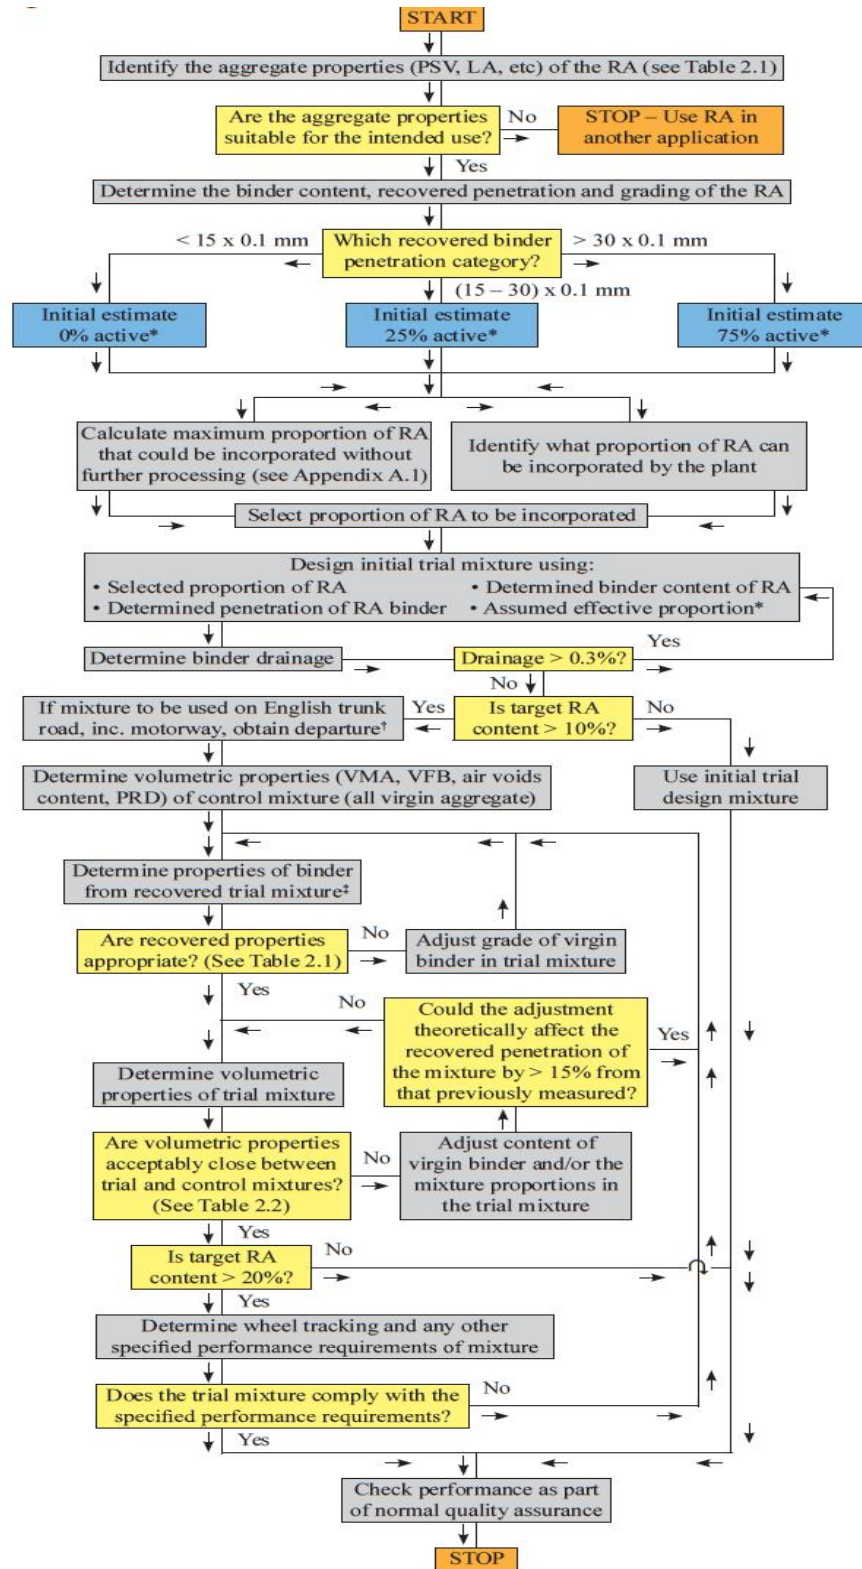 START
Identify the aggregate properties (PSV, LA, etc) of the RA (see Table 2.1)
Are the aggregate properties
suitable for the intended use?
No
STOP – Use RA in
another application
Yes
Determine the binder content, recovered penetration and grading of the RA
< 15 x 0.1 mm
Which recovered binder
penetration category?
> 30 x 0.1 mm
(15 – 30) x 0.1 mm
Initial estimate
0% active*
Initial estimate
25% active*
Initial estimate
75% active*
Calculate maximum proportion of RA
that could be incorporated without
further processing (see Appendix A.1)
Identify what proportion of RA can
be incorporated by the plant
Select proportion of RA to be incorporated
Design initial trial mixture using:
• Selected proportion of RA
• Determined binder content of RA
• Determined penetration of RA binder
• Assumed effective proportion*
Determine binder drainage
Drainage > 0.3%?
Yes
No
If mixture to be used on English trunk
road, inc. motorway, obtain departure†
Yes
Is target RA
content > 10%?
No
Determine volumetric properties (VMA, VFB, air voids
content, PRD) of control mixture (all virgin aggregate)
Use initial trial
design mixture
Determine properties of binder
from recovered trial mixture‡
Are recovered properties
appropriate? (See Table 2.1)
No
Adjust grade of virgin
binder in trial mixture
Yes
No
Could the adjustment
theoretically affect the
recovered penetration of
the mixture by > 15% from
that previously measured?
Yes
Determine volumetric
properties of trial mixture
Are volumetric properties
acceptably close between
trial and control mixtures?
(See Table 2.2)
No
Adjust content of
virgin binder and/or the
mixture proportions in
the trial mixture
Yes
Is target RA
content > 20%?
No
Yes
Determine wheel tracking and any other
specified performance requirements of mixture
Does the trial mixture comply with the
specified performance requirements?
No
Yes
Check performance as part
of normal quality assurance
STOP